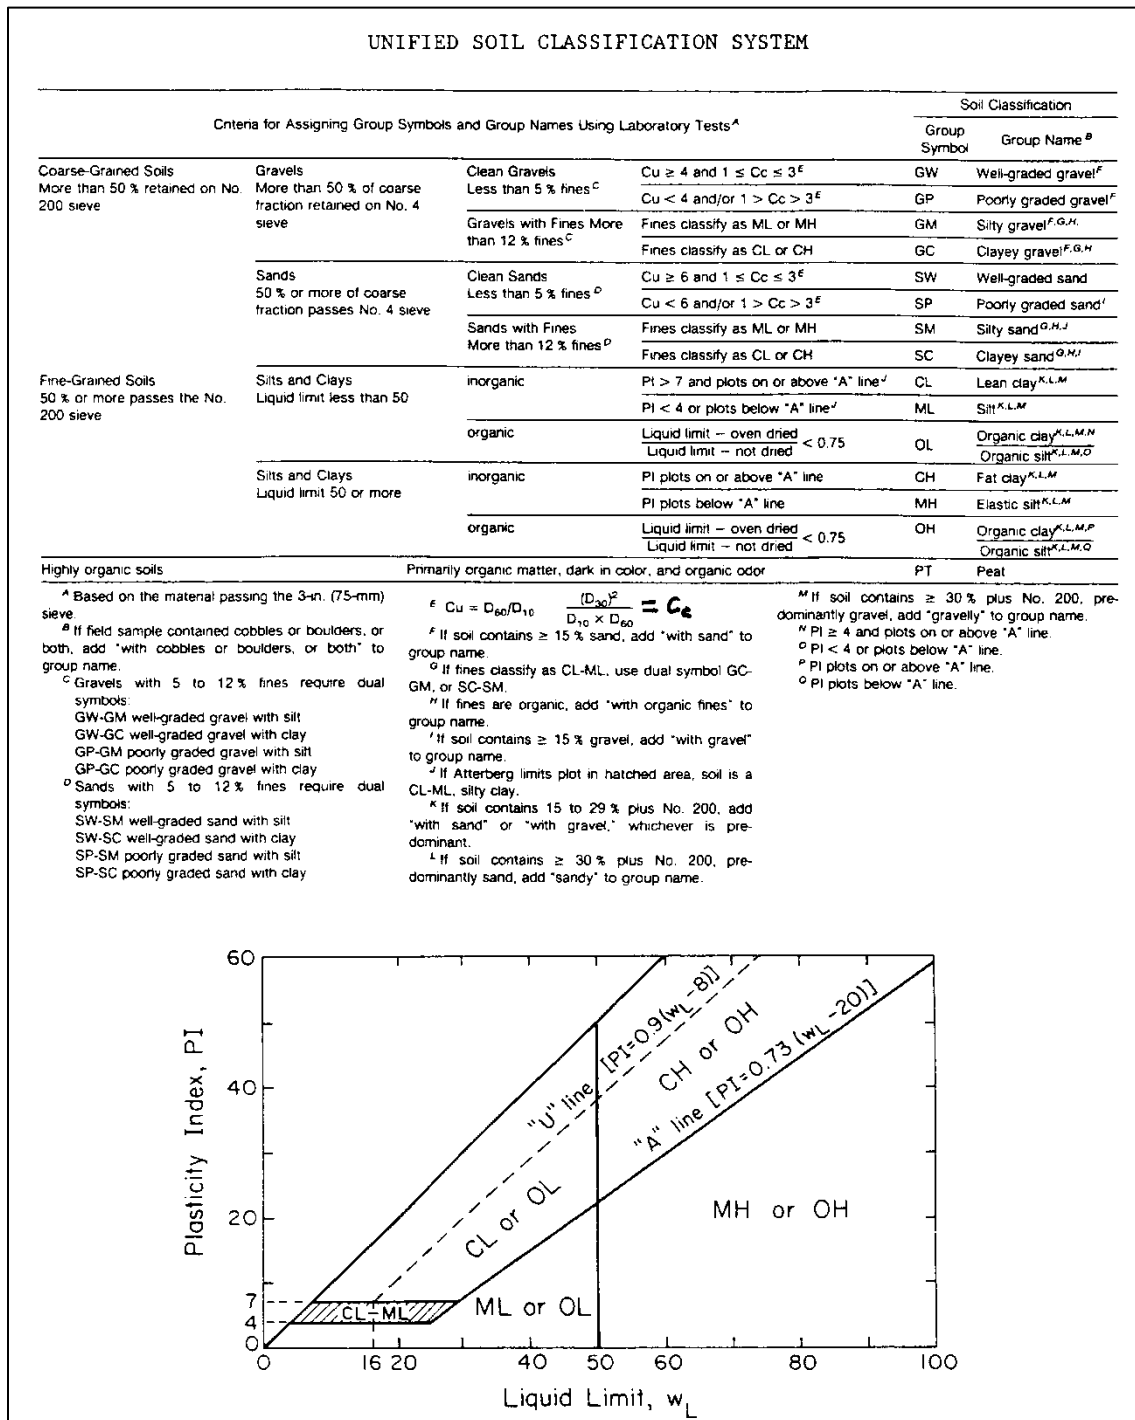 UNIFIED SOIL CLASSIFICATION SYSTEM
Soil Classification
Criteria for Assigning Group Symbols and Group Names Using Laboratory Tests A
Group Symbol
Group Name B
Coarse-Grained Soils
More than 50 % retained on No.
200 sieve
Gravels
More than 50 % of coarse
fraction retained on No. 4
sieve
Clean Gravels
Less than 5 % fines C
Cu ≥ 4 and 1 ≤ Cc ≤ 3 E
GW
Well-graded gravel F
Cu < 4 and/or 1 > Cc > 3 E
GP
Poorly graded gravel F
Gravels with Fines More
than 12 % fines C
Fines classify as ML or MH
GM
Silty gravel F,G,H,
Fines classify as CL or CH
GC
Clayey gravel F,G,H
Sands
50 % or more of coarse
fraction passes No. 4 sieve
Clean Sands
Less than 5 % fines D
Cu ≥ 6 and 1 ≤ Cc ≤ 3 E
SW
Well-graded sand
Cu < 6 and/or 1 > Cc > 3 E
SP
Poorly graded sand I
Sands with Fines
More than 12 % fines D
Fines classify as ML or MH
SM
Silty sand G,H,J
Fines classify as CL or CH
SC
Clayey sand G,H,I
Fine-Grained Soils
50 % or more passes the No.
200 sieve
Silts and Clays
Liquid limit less than 50
inorganic
PI > 7 and plots on or above "A" line J
CL
Lean clay K,L,M
PI < 4 or plots below "A" line J
ML
Silt K,L,M
organic
Liquid limit – oven dried
Liquid limit – not dried
< 0.75
OL
Organic clay K,L,M,N
Organic silt K,L,M,O
Silts and Clays
Liquid limit 50 or more
inorganic
PI plots on or above "A" line
CH
Fat clay K,L,M
PI plots below "A" line
MH
Elastic silt K,L,M
organic
Liquid limit – oven dried
Liquid limit – not dried
< 0.75
OH
Organic clay K,L,M,P
Organic silt K,L,M,Q
Highly organic soils
Primarily organic matter, dark in color, and organic odor
PT
Peat
A Based on the material passing the 3-in. (75-mm)
sieve.
B If field sample contained cobbles or boulders, or
both, add "with cobbles or boulders, or both" to
group name.
C Gravels with 5 to 12 % fines require dual
symbols:
GW-GM well-graded gravel with silt
GW-GC well-graded gravel with clay
GP-GM poorly graded gravel with silt
GP-GC poorly graded gravel with clay
D Sands with 5 to 12 % fines require dual
symbols:
SW-SM well-graded sand with silt
SW-SC well-graded sand with clay
SP-SM poorly graded sand with silt
SP-SC poorly graded sand with clay
E Cu = D60/D10 (D30)2 / D10 × D60 = Cc
F If soil contains ≥ 15 % sand, add "with sand" to
group name.
G If fines classify as CL-ML, use dual symbol GC-
GM, or SC-SM.
H If fines are organic, add "with organic fines" to
group name.
I If soil contains ≥ 15 % gravel, add "with gravel"
to group name.
J If Atterberg limits plot in hatched area, soil is a
CL-ML, silty clay.
K If soil contains 15 to 29 % plus No. 200, add
"with sand" or "with gravel," whichever is pre-
dominant.
L If soil contains ≥ 30 % plus No. 200, pre-
dominantly sand, add "sandy" to group name.
M If soil contains ≥ 30 % plus No. 200, pre-
dominantly gravel, add "gravelly" to group name.
N PI ≥ 4 and plots on or above "A" line.
O PI < 4 or plots below "A" line.
P PI plots on or above "A" line.
Q PI plots below "A" line.
Plasticity Index, PI
60
40
20
7
4
0
"U" line [PI=0.9(wL-8)]
CH or OH
"A" line [PI=0.73 (wL-20)]
CL or OL
MH or OH
CL-ML
ML or OL
0 16 20 40 50 60 80 100
Liquid Limit, wL